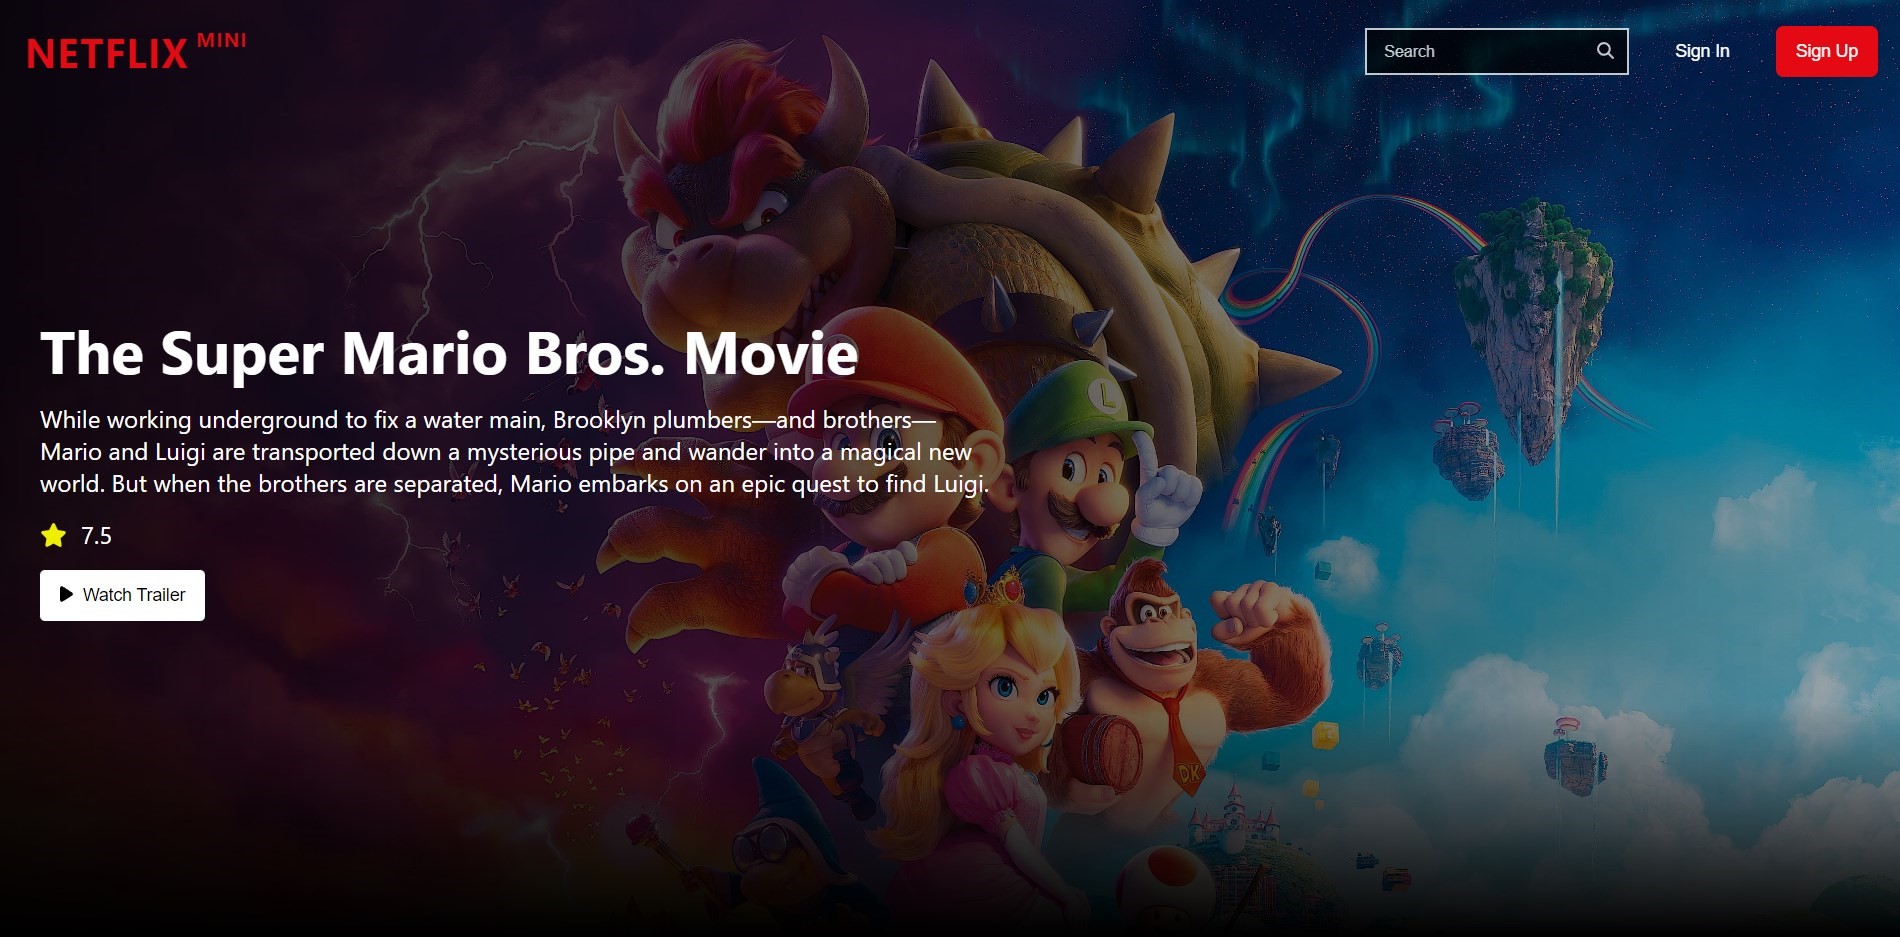 NETFLIX MINI
Search
Sign In
Sign Up
The Super Mario Bros. Movie
While working underground to fix a water main, Brooklyn plumbers—and brothers—
Mario and Luigi are transported down a mysterious pipe and wander into a magical new
world. But when the brothers are separated, Mario embarks on an epic quest to find Luigi.
7.5
Watch Trailer
L
DK